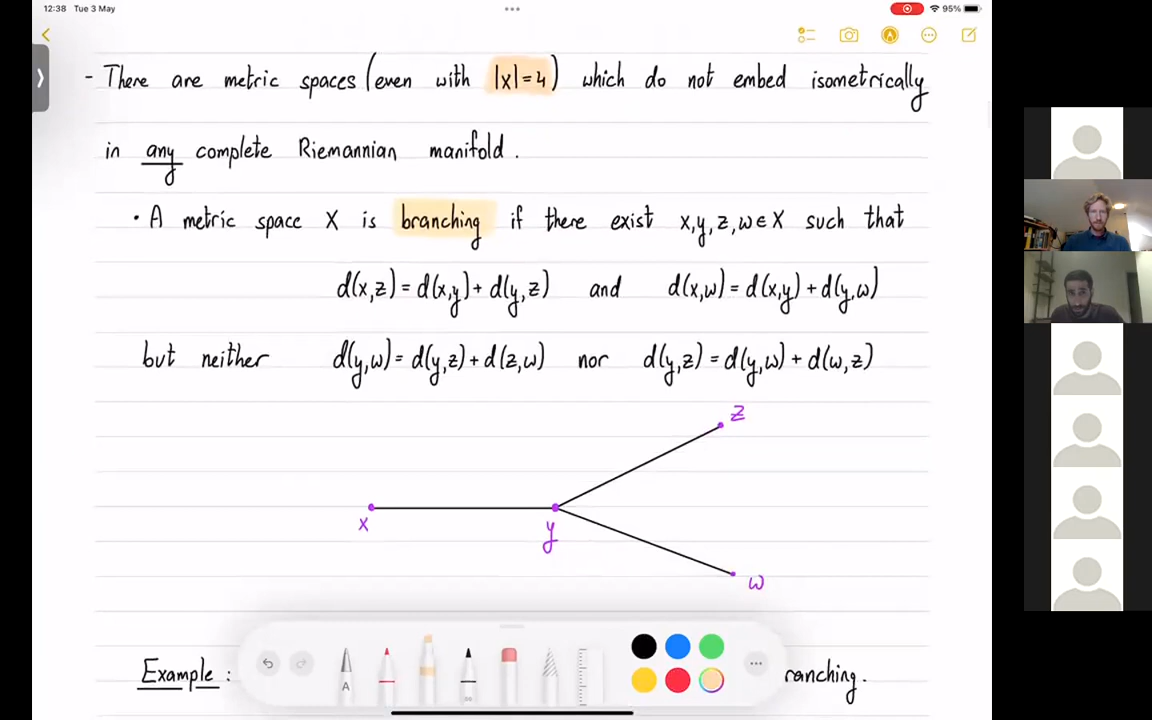 12:38 Tue 3 May
95%
- There are metric spaces (even with |X|=4) which do not embed isometrically
in any complete Riemannian manifold.
• A metric space X is branching if there exist x,y,z,w∈X such that
d(x,z)=d(x,y)+d(y,z) and d(x,w)=d(x,y)+d(y,w)
but neither d(y,w)=d(y,z)+d(z,w) nor d(y,z)=d(y,w)+d(w,z)
z
x
y
w
Example: ranching.
A